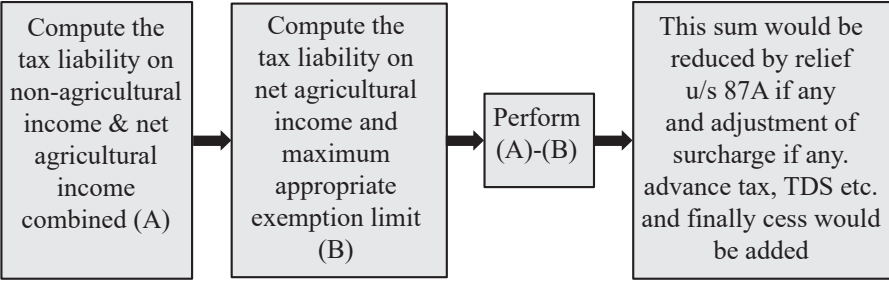 Compute the
tax liability on
non-agricultural
income & net
agricultural
income
combined (A)
Compute the
tax liability on
net agricultural
income and
maximum
appropriate
exemption limit
(B)
Perform
(A)-(B)
This sum would be
reduced by relief
u/s 87A if any
and adjustment of
surcharge if any.
advance tax, TDS etc.
and finally cess would
be added